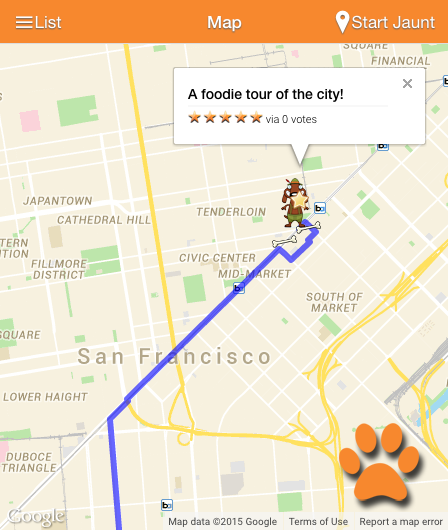 List
Map
Start Jaunt
SQUARE
FINANCIAL
A foodie tour of the city!
via 0 votes
JAPANTOWN
TENDERLOIN
CATHEDRAL HILL
TERN
ITION
CIVIC CENTER
FILLMORE
DISTRICT
MID-MARKET
SOUTH OF
MARKET
SQUARE
San Francisco
LOWER HAIGHT
DUBOCE
TRIANGLE
Google
Map data ©2015 Google
Terms of Use
Report a map error